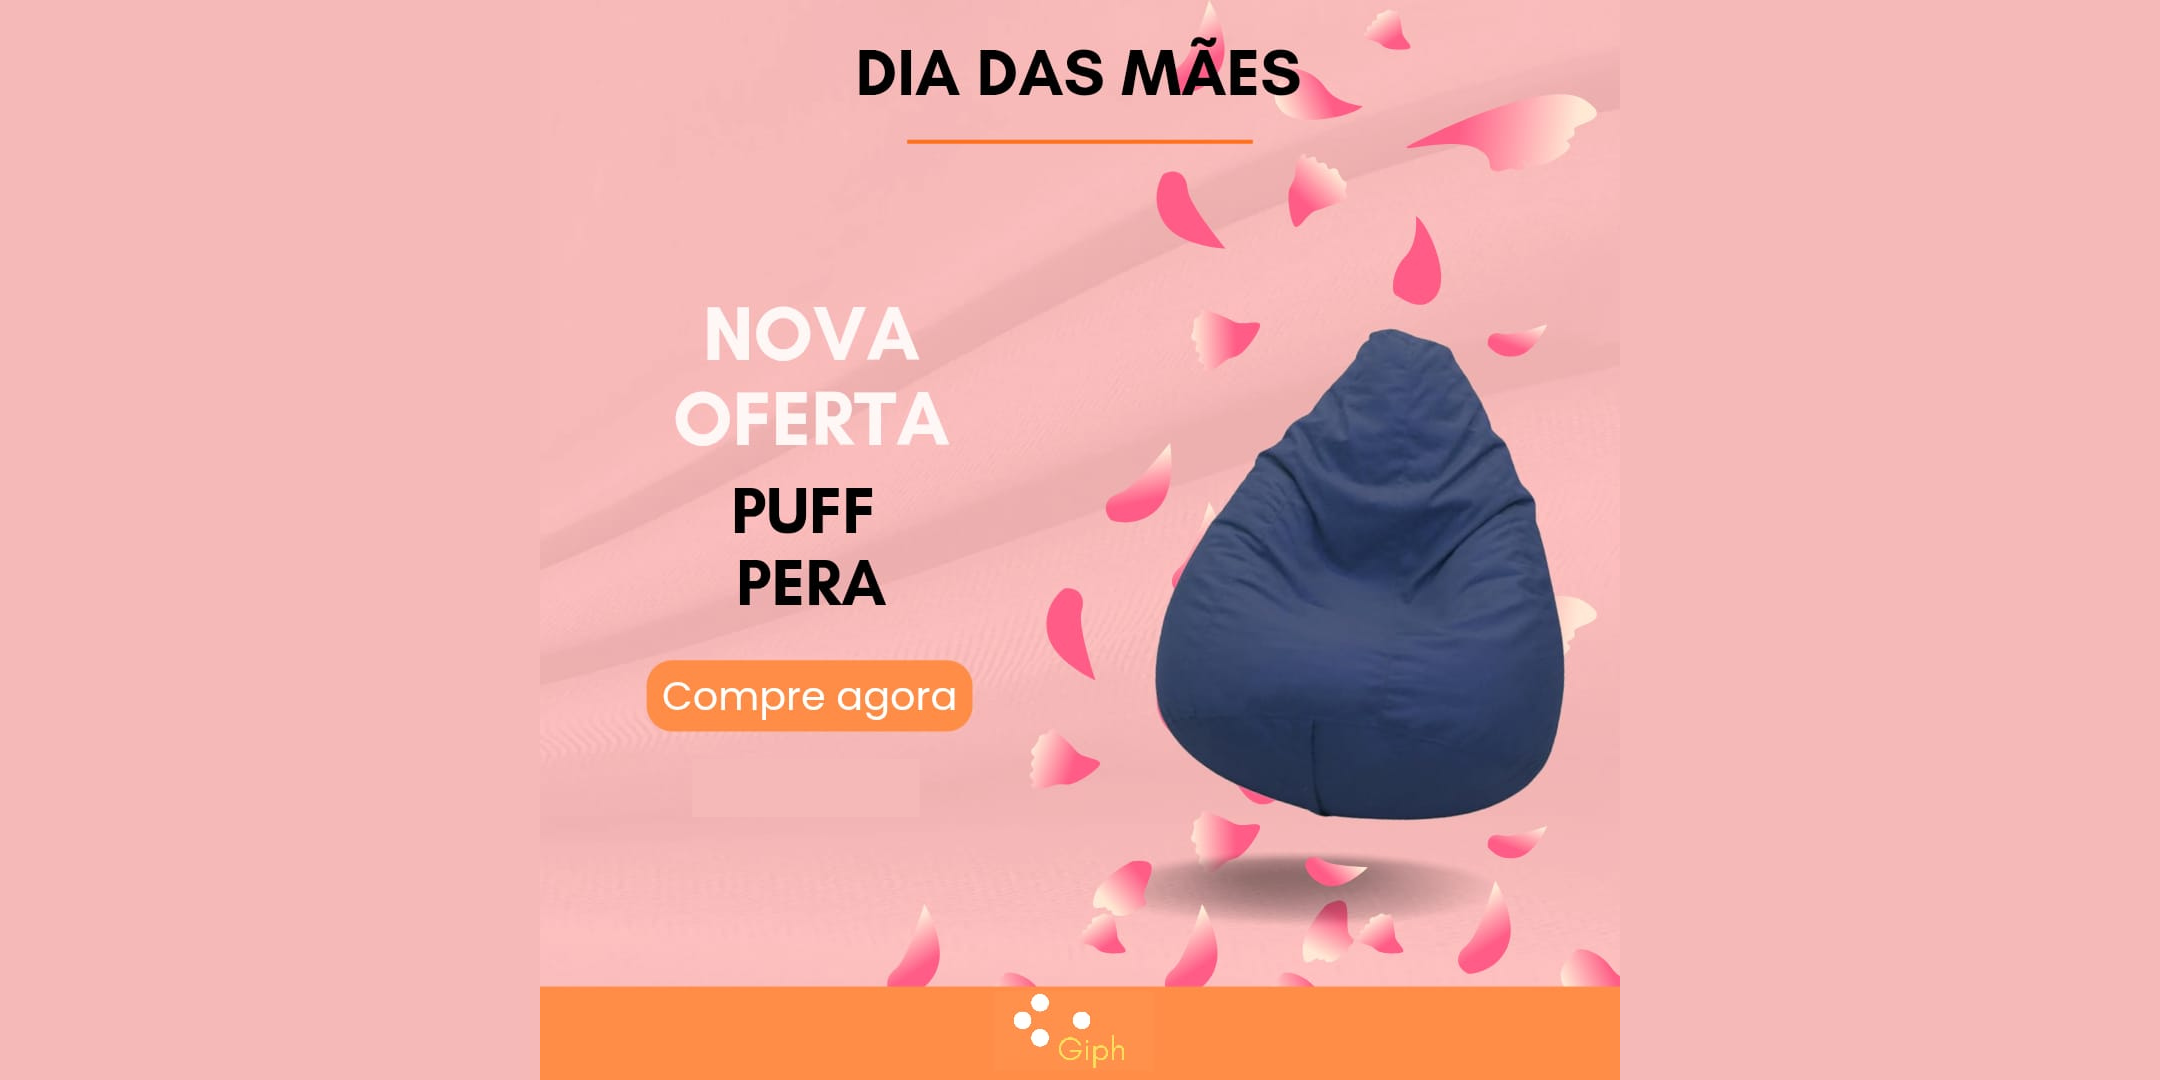 DIA DAS MÃES
NOVA
OFERTA
PUFF
PERA
Compre agora
Giph